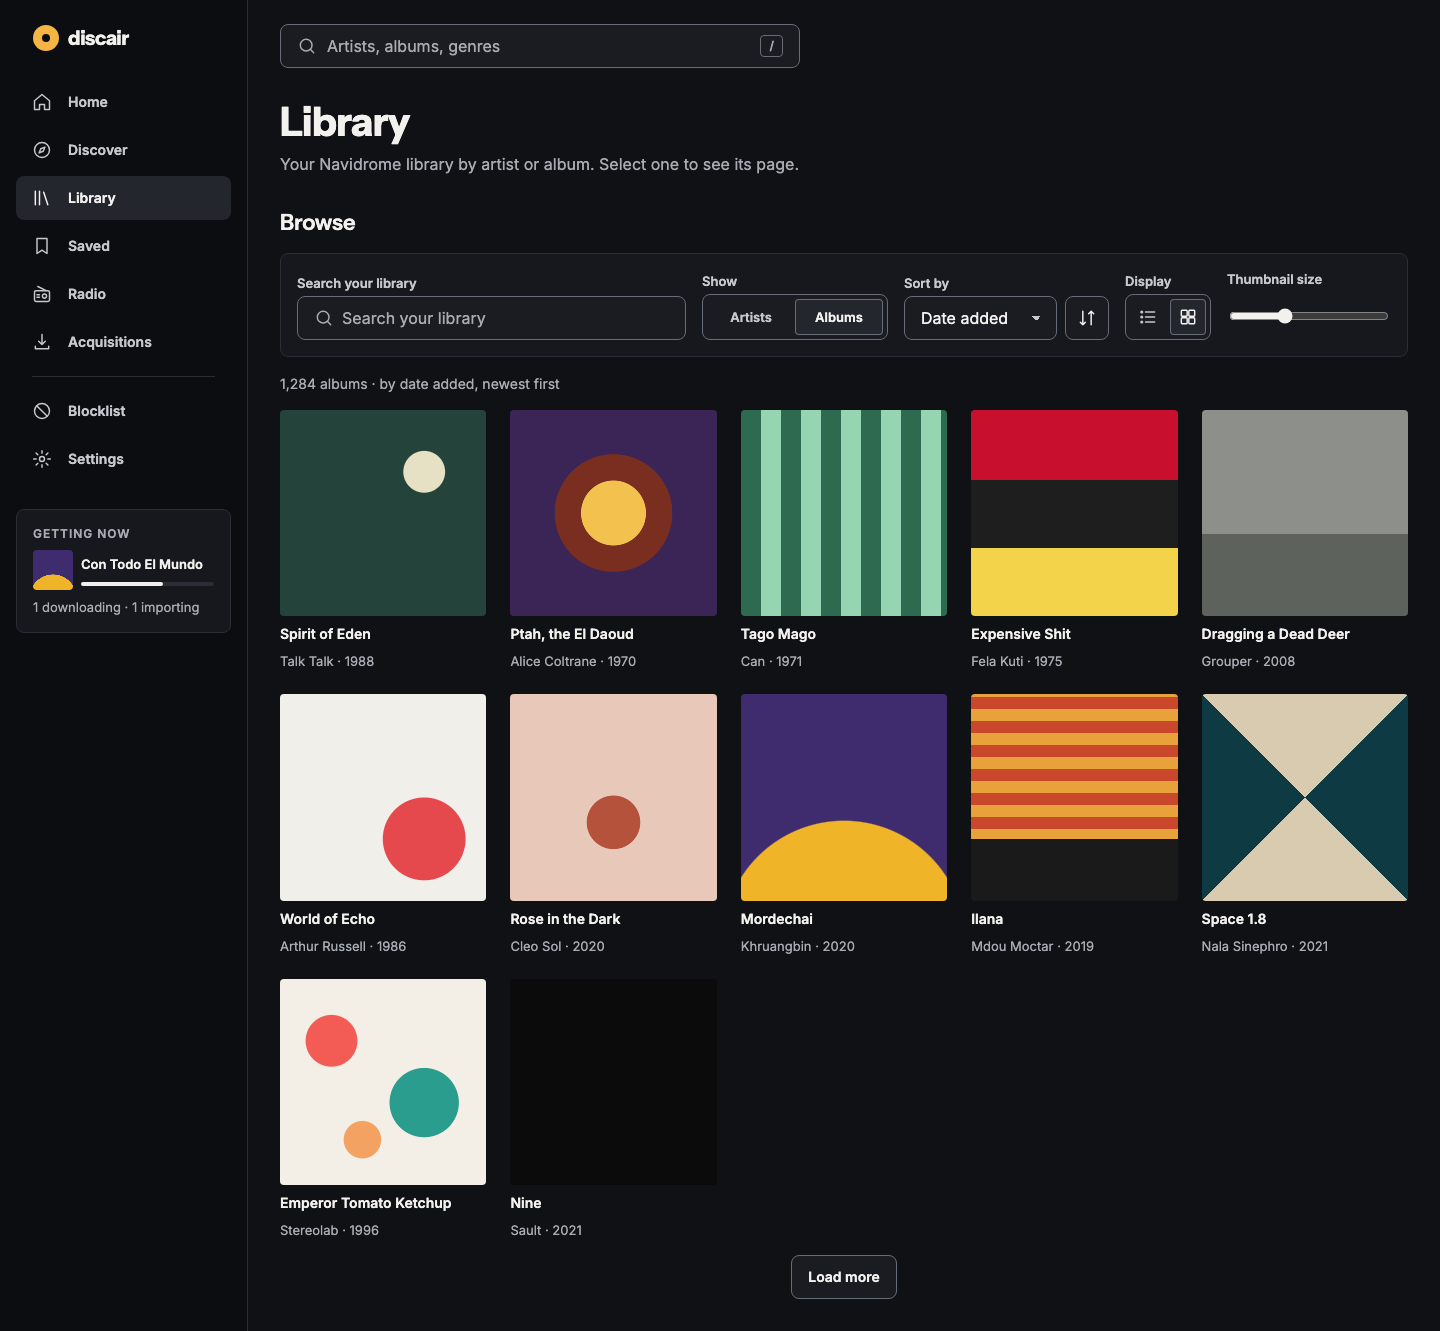 discair
Artists, albums, genres
/
Home
Discover
Library
Saved
Radio
Acquisitions
Blocklist
Settings
GETTING NOW
Con Todo El Mundo
1 downloading · 1 importing
Library
Your Navidrome library by artist or album. Select one to see its page.
Browse
Search your library
Search your library
Show
Artists
Albums
Sort by
Date added
Display
Thumbnail size
1,284 albums · by date added, newest first
Spirit of Eden
Talk Talk · 1988
Ptah, the El Daoud
Alice Coltrane · 1970
Tago Mago
Can · 1971
Expensive Shit
Fela Kuti · 1975
Dragging a Dead Deer
Grouper · 2008
World of Echo
Arthur Russell · 1986
Rose in the Dark
Cleo Sol · 2020
Mordechai
Khruangbin · 2020
Ilana
Mdou Moctar · 2019
Space 1.8
Nala Sinephro · 2021
Emperor Tomato Ketchup
Stereolab · 1996
Nine
Sault · 2021
Load more